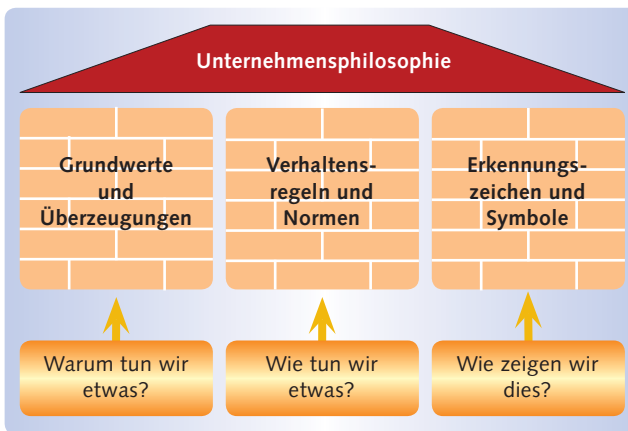 Unternehmensphilosophie
Grundwerte
und
Überzeugungen
Verhaltens-
regeln und
Normen
Erkennungs-
zeichen und
Symbole
Warum tun wir
etwas?
Wie tun wir
etwas?
Wie zeigen wir
dies?